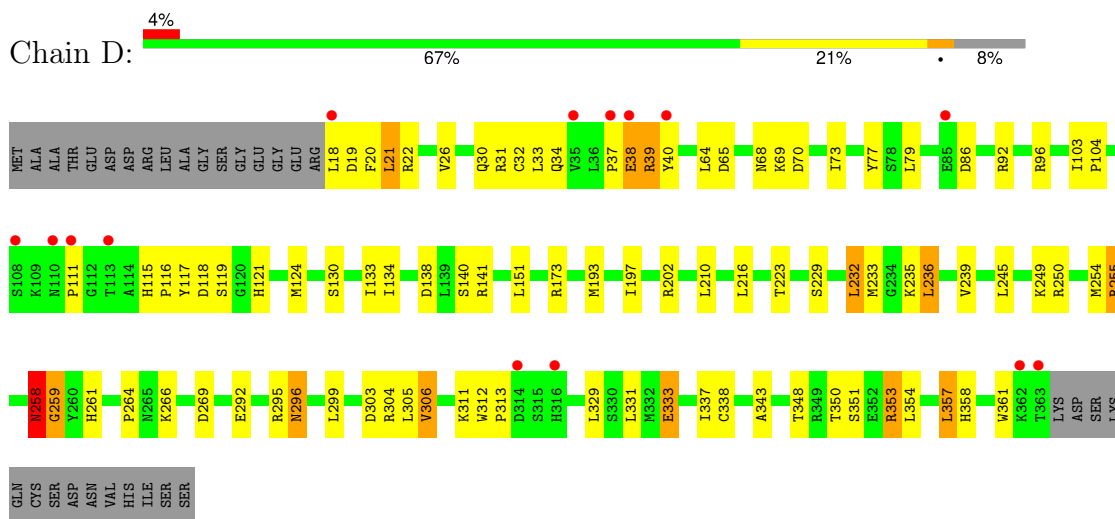 4%
Chain D:
67% 21% • 8%
MET ALA ALA THR GLU ASP ASP ARG LEU ALA GLY SER GLY GLU GLY GLU ARG L18 D19 F20 L21 R22 V26 Q30 R31 C32 L33 Q34 V35 L36 P37 E38 R39 Y40 L64 D65 N68 K69 D70 I73 Y77 S78 L79 E85 D86 R92 R96 I103 P104
S108 K109 N110 P111 G112 T113 A114 H115 P116 Y117 D118 S119 G120 H121 M124 S130 I133 I134 D138 L139 S140 R141 L151 R173 M193 I197 L210 L216 T223 S229 L232 M233 G234 K235 L236 V239 L245 K249 R250 M254 R255
N258 G259 Y260 H261 P264 N265 K266 D269 E292 R295 N296 L299 D303 R304 L305 V306 K311 W312 P313 D314 S315 H316 L329 S330 L331 M332 E333 I337 C338 A343 T348 R349 T350 S351 E352 R353 L354 L357 H358 W361 K362 T363 LYS ASP SER LYS
GLN CYS SER ASP ASN VAL HIS ILE SER SER